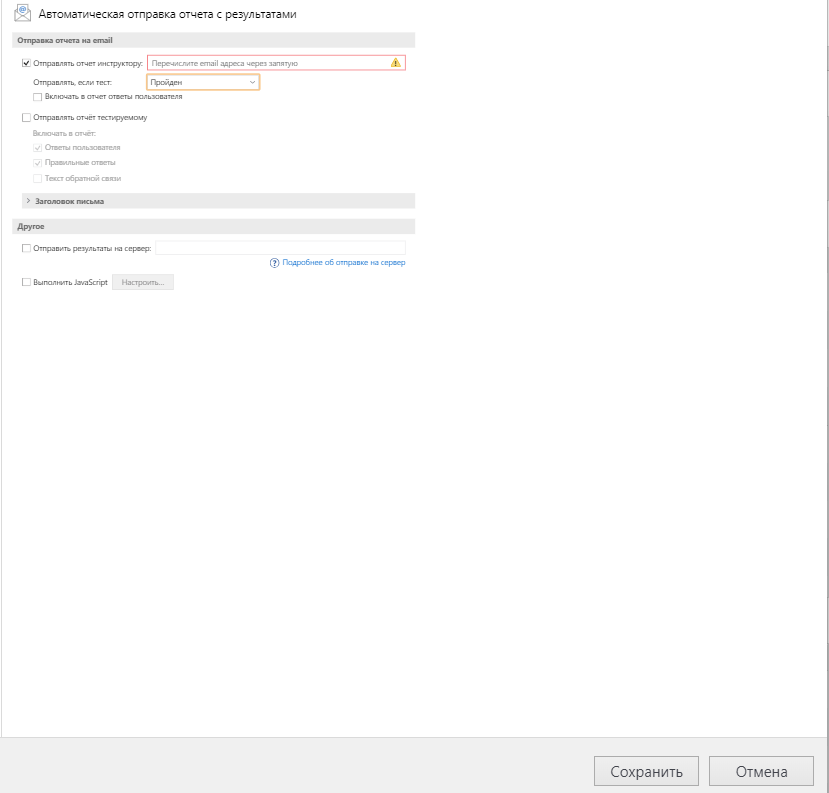 Автоматическая отправка отчета с результатами
Отправка отчета на email
Отправлять отчет инструктору: Перечислите email адреса через запятую
Отправлять, если тест: Пройден
Включать в отчет ответы пользователя
Отправлять отчёт тестируемому
Включать в отчёт:
Ответы пользователя
Правильные ответы
Текст обратной связи
Заголовок письма
Другое
Отправить результаты на сервер:
Подробнее об отправке на сервер
Выполнить JavaScript Настроить...
Сохранить Отмена